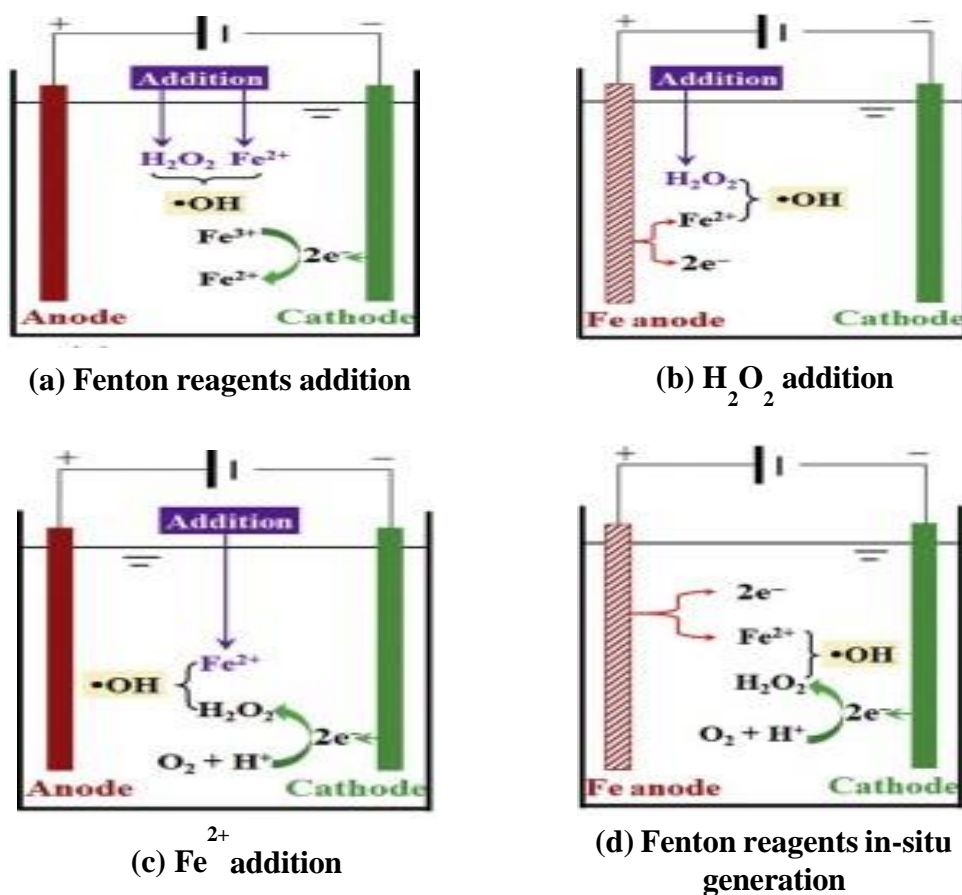 + −
Addition
H₂O₂ Fe²⁺
•OH
Fe³⁺
2e⁻
Fe²⁺
Anode Cathode
(a) Fenton reagents addition
+ −
Addition
H₂O₂
Fe²⁺ •OH
2e⁻
Fe anode Cathode
(b) H₂O₂ addition
+ −
Addition
Fe²⁺
•OH
H₂O₂
2e⁻
O₂ + H⁺
Anode Cathode
(c) Fe²⁺ addition
+ −
2e⁻
Fe²⁺
•OH
H₂O₂
2e⁻
O₂ + H⁺
Fe anode Cathode
(d) Fenton reagents in-situ
generation